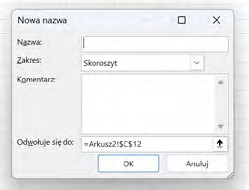 Nowa nazwa
Nazwa:
Zakres: Skoroszyt
Komentarz:
Odwołuje się do: =Arkusz2!$C$12
OK Anuluj